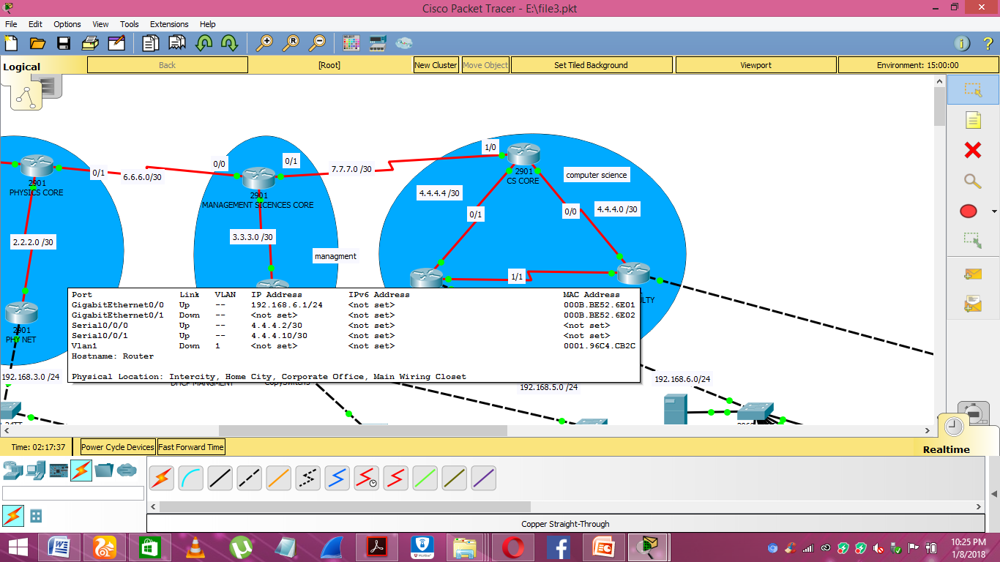 Cisco Packet Tracer - E:\file3.pkt
File Edit Options View Tools Extensions Help
Logical Back [Root] New Cluster Move Object Set Tiled Background Viewport Environment: 15:00:00
1/0
0/0 0/1
2901
CS CORE
7.7.7.0 /30
0/1 6.6.6.0/30
computer science
2901
PHYSICS CORE
2901
MANAGEMENT SICENCES CORE
4.4.4.4 /30
0/1 0/0 4.4.4.0 /30
2.2.2.0 /30
3.3.3.0 /30
managment
1/1
Port Link VLAN IP Address IPv6 Address MAC Address
GigabitEthernet0/0 Up -- 192.168.6.1/24 <not set> 000B.BE52.6E01
GigabitEthernet0/1 Down -- <not set> <not set> 000B.BE52.6E02
Serial0/0/0 Up -- 4.4.4.2/30 <not set> <not set>
Serial0/0/1 Up -- 4.4.4.10/30 <not set> <not set>
Vlan1 Down 1 <not set> <not set> 0001.96C4.CB2C
Hostname: Router
Physical Location: Intercity, Home City, Corporate Office, Main Wiring Closet
ULTY
2901
PHY NET
192.168.3.0 /24
192.168.5.0 /24
192.168.6.0/24
Time: 02:17:37 Power Cycle Devices Fast Forward Time
Realtime
Copper Straight-Through
10:25 PM
1/8/2018